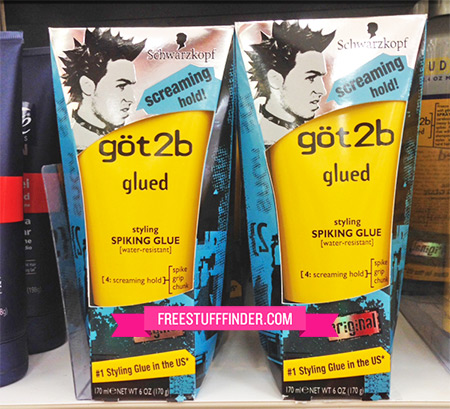 Schwarzkopf
screaming
hold!
göt2b
glued
styling
SPIKING GLUE
[water-resistant]
[4: screaming hold]
spike
grip
chunk
#1 Styling Glue in the US*
170 ml℮NET WT 6 OZ (170 g)
Schwarzkopf
screaming
hold!
göt2b
glued
styling
SPIKING GLUE
[water-resistant]
[4: screaming hold]
spike
grip
chunk
original
#1 Styling Glue in the US*
170 ml℮NET WT 6 OZ (170 g)
FREESTUFFFINDER.COM